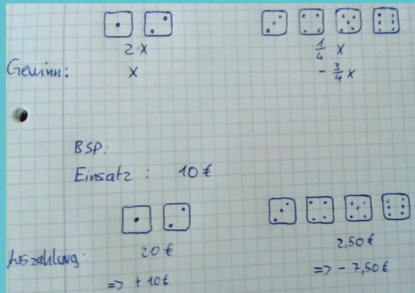 2·x
1/4 x
Gewinn: x
- 3/4 x
BSP:
Einsatz: 10€
Auszahlung: 20€
2,50€
=> +10€
=> -7,50€